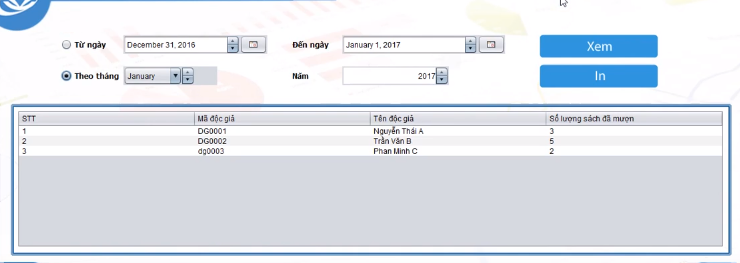 Từ ngày December 31, 2016 Đến ngày January 1, 2017 Xem
Theo tháng January Năm 2017 In
STT Mã độc giả Tên độc giả Số lượng sách đã mượn
1 DG0001 Nguyễn Thái A 3
2 DG0002 Trần Văn B 5
3 dg0003 Phan Minh C 2